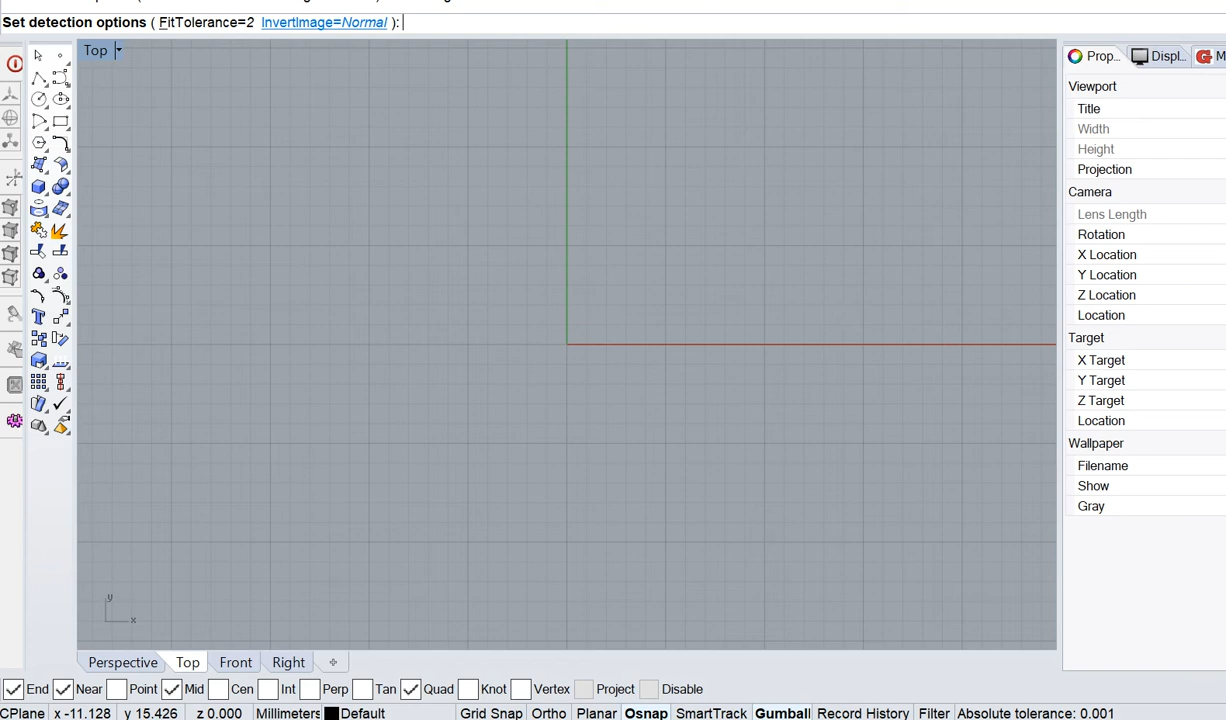 Set detection options ( FitTolerance=2 InvertImage=Normal ):
Top
Prop... Displ... M
Viewport
Title
Width
Height
Projection
Camera
Lens Length
Rotation
X Location
Y Location
Z Location
Location
Target
X Target
Y Target
Z Target
Location
Wallpaper
Filename
Show
Gray
y
x
Perspective Top Front Right
End Near Point Mid Cen Int Perp Tan Quad Knot Vertex Project Disable
CPlane x -11.128 y 15.426 z 0.000 Millimeters Default Grid Snap Ortho Planar Osnap SmartTrack Gumball Record History Filter Absolute tolerance: 0.001